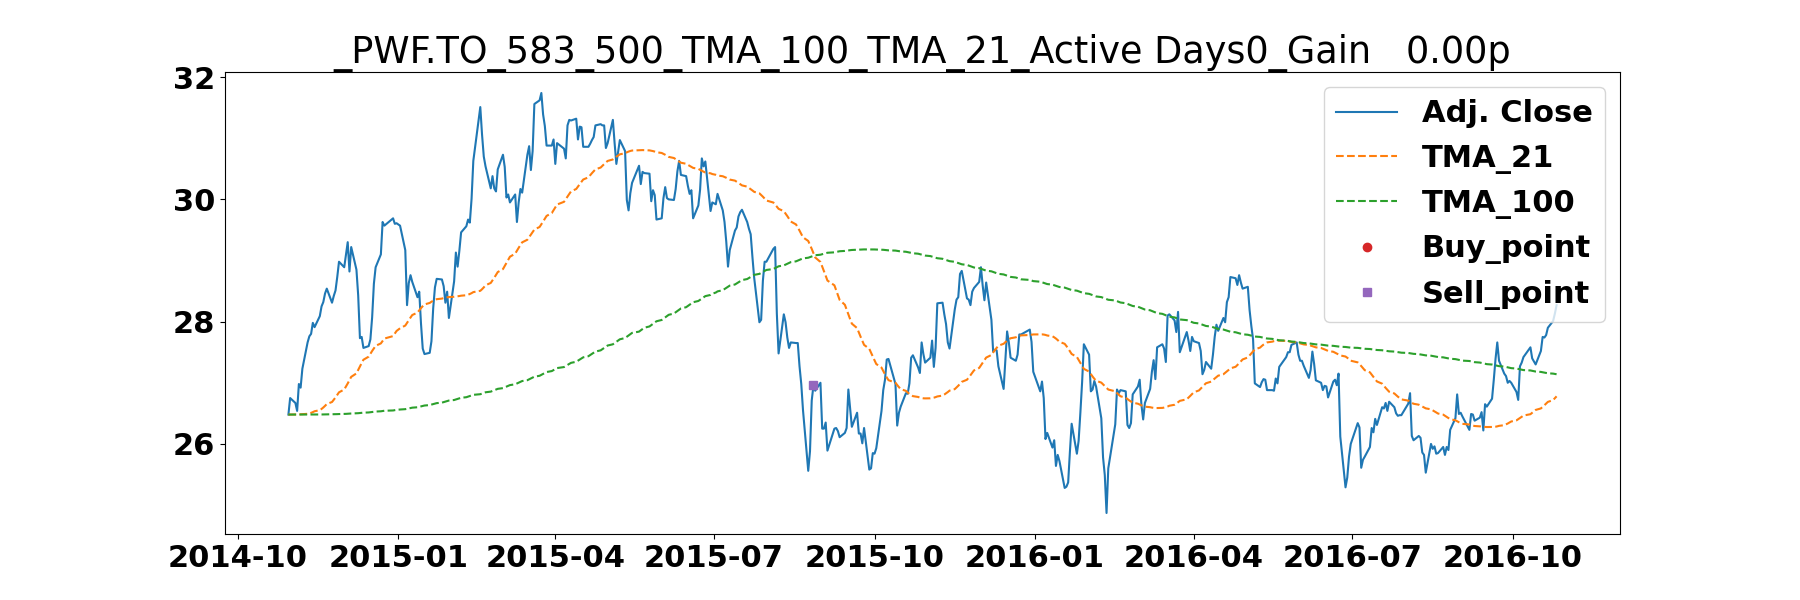 _PWF.TO_583_500_TMA_100_TMA_21_Active Days0_Gain   0.00p
32
30
28
26
Adj. Close
TMA_21
TMA_100
Buy_point
Sell_point
2014-10 2015-01 2015-04 2015-07 2015-10 2016-01 2016-04 2016-07 2016-10